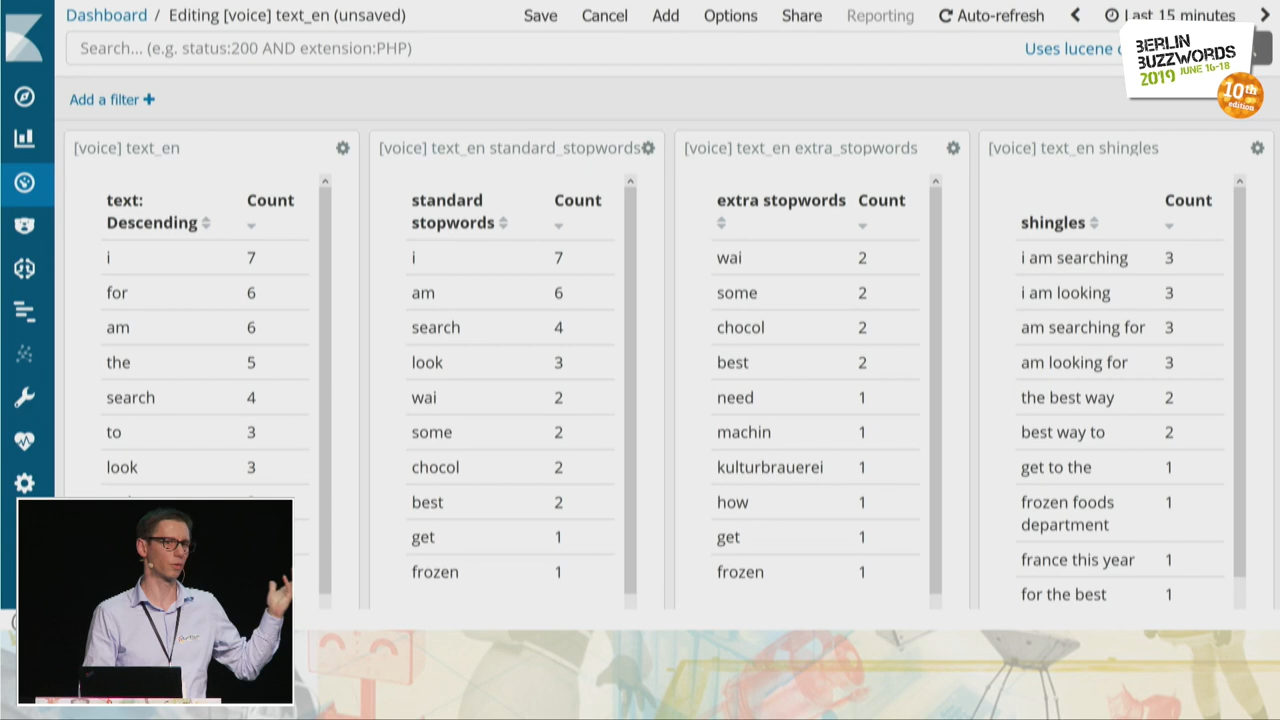 Dashboard / Editing [voice] text_en (unsaved)
Save Cancel Add Options Share Reporting Auto-refresh Last 15 minutes
Search... (e.g. status:200 AND extension:PHP)
Uses lucene
BERLIN
BUZZWORDS
2019 JUNE 16-18
10th
edition
Add a filter
[voice] text_en
text:
Descending Count
i 7
for 6
am 6
the 5
search 4
to 3
look 3
[voice] text_en standard_stopwords
standard
stopwords Count
i 7
am 6
search 4
look 3
wai 2
some 2
chocol 2
best 2
get 1
frozen 1
[voice] text_en extra_stopwords
extra stopwords Count
wai 2
some 2
chocol 2
best 2
need 1
machin 1
kulturbrauerei 1
how 1
get 1
frozen 1
[voice] text_en shingles
shingles Count
i am searching 3
i am looking 3
am searching for 3
am looking for 3
the best way 2
best way to 2
get to the 1
frozen foods 1
department
france this year 1
for the best 1